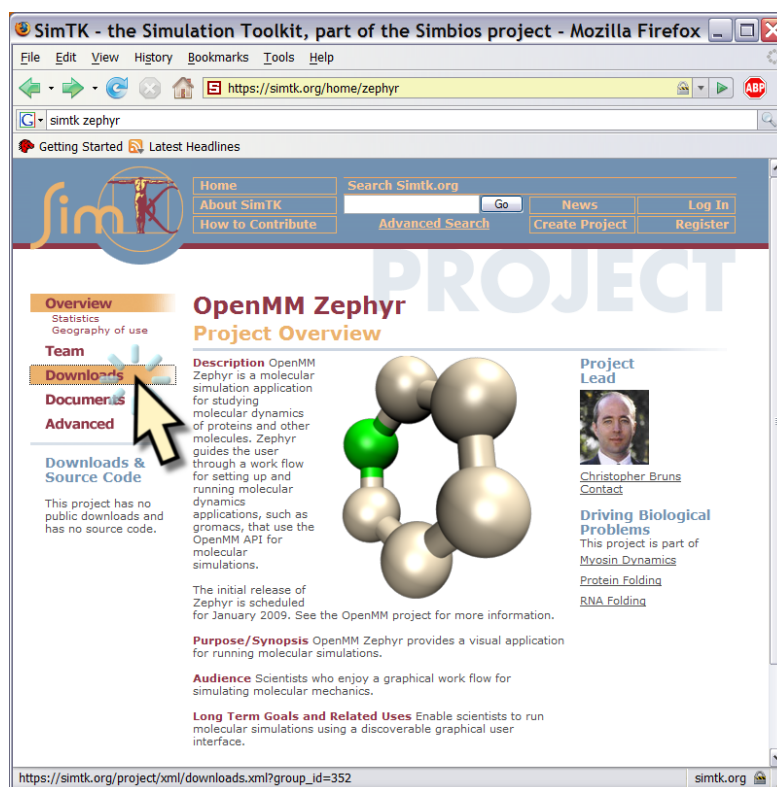 SimTK - the Simulation Toolkit, part of the Simbios project - Mozilla Firefox
File Edit View History Bookmarks Tools Help
https://simtk.org/home/zephyr
ABP
G simtk zephyr
Getting Started Latest Headlines
SimTK
Home
About SimTK
How to Contribute
Search Simtk.org
Go
Advanced Search
News
Create Project
Log In
Register
PROJECT
Overview
Statistics
Geography of use
Team
Downloads
Documents
Advanced
Downloads &
Source Code
This project has no
public downloads and
has no source code.
OpenMM Zephyr
Project Overview
Description OpenMM
Zephyr is a molecular
simulation application
for studying
molecular dynamics
of proteins and other
molecules. Zephyr
guides the user
through a work flow
for setting up and
running molecular
dynamics
applications, such as
gromacs, that use the
OpenMM API for
molecular
simulations.
The initial release of
Zephyr is scheduled
for January 2009. See the OpenMM project for more information.
Purpose/Synopsis OpenMM Zephyr provides a visual application
for running molecular simulations.
Audience Scientists who enjoy a graphical work flow for
simulating molecular mechanics.
Long Term Goals and Related Uses Enable scientists to run
molecular simulations using a discoverable graphical user
interface.
Project
Lead
Christopher Bruns
Contact
Driving Biological
Problems
This project is part of
Myosin Dynamics
Protein Folding
RNA Folding
https://simtk.org/project/xml/downloads.xml?group_id=352
simtk.org